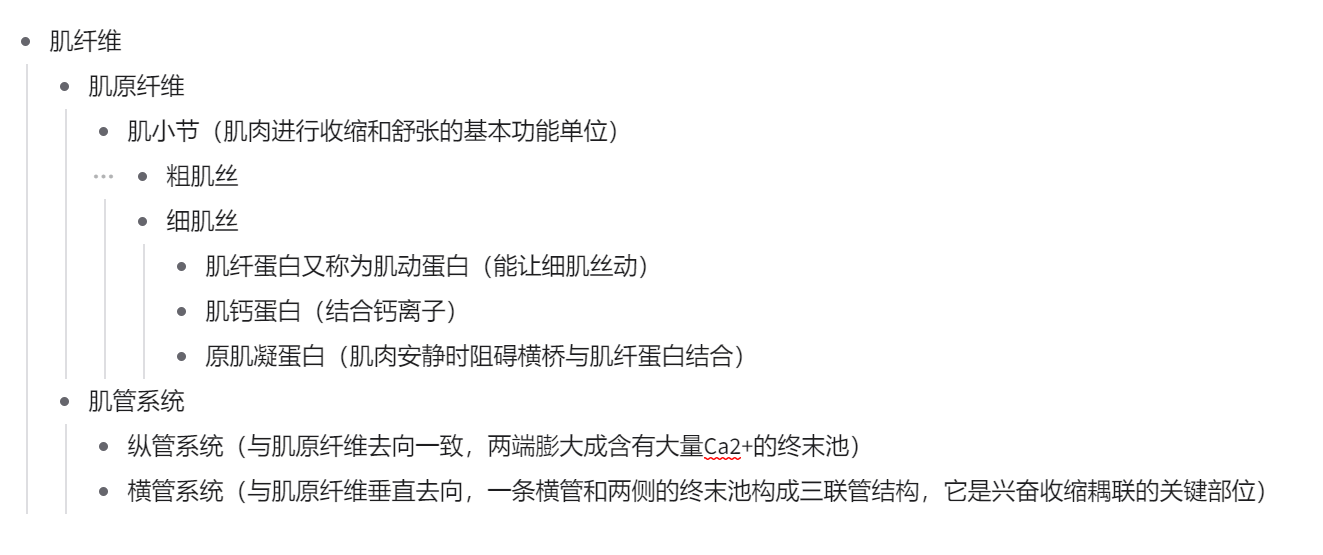 肌纤维
肌原纤维
肌小节（肌肉进行收缩和舒张的基本功能单位）
粗肌丝
细肌丝
肌纤蛋白又称为肌动蛋白（能让细肌丝动）
肌钙蛋白（结合钙离子）
原肌凝蛋白（肌肉安静时阻碍横桥与肌纤蛋白结合）
肌管系统
纵管系统（与肌原纤维去向一致，两端膨大成含有大量Ca2+的终末池）
横管系统（与肌原纤维垂直去向，一条横管和两侧的终末池构成三联管结构，它是兴奋收缩耦联的关键部位）